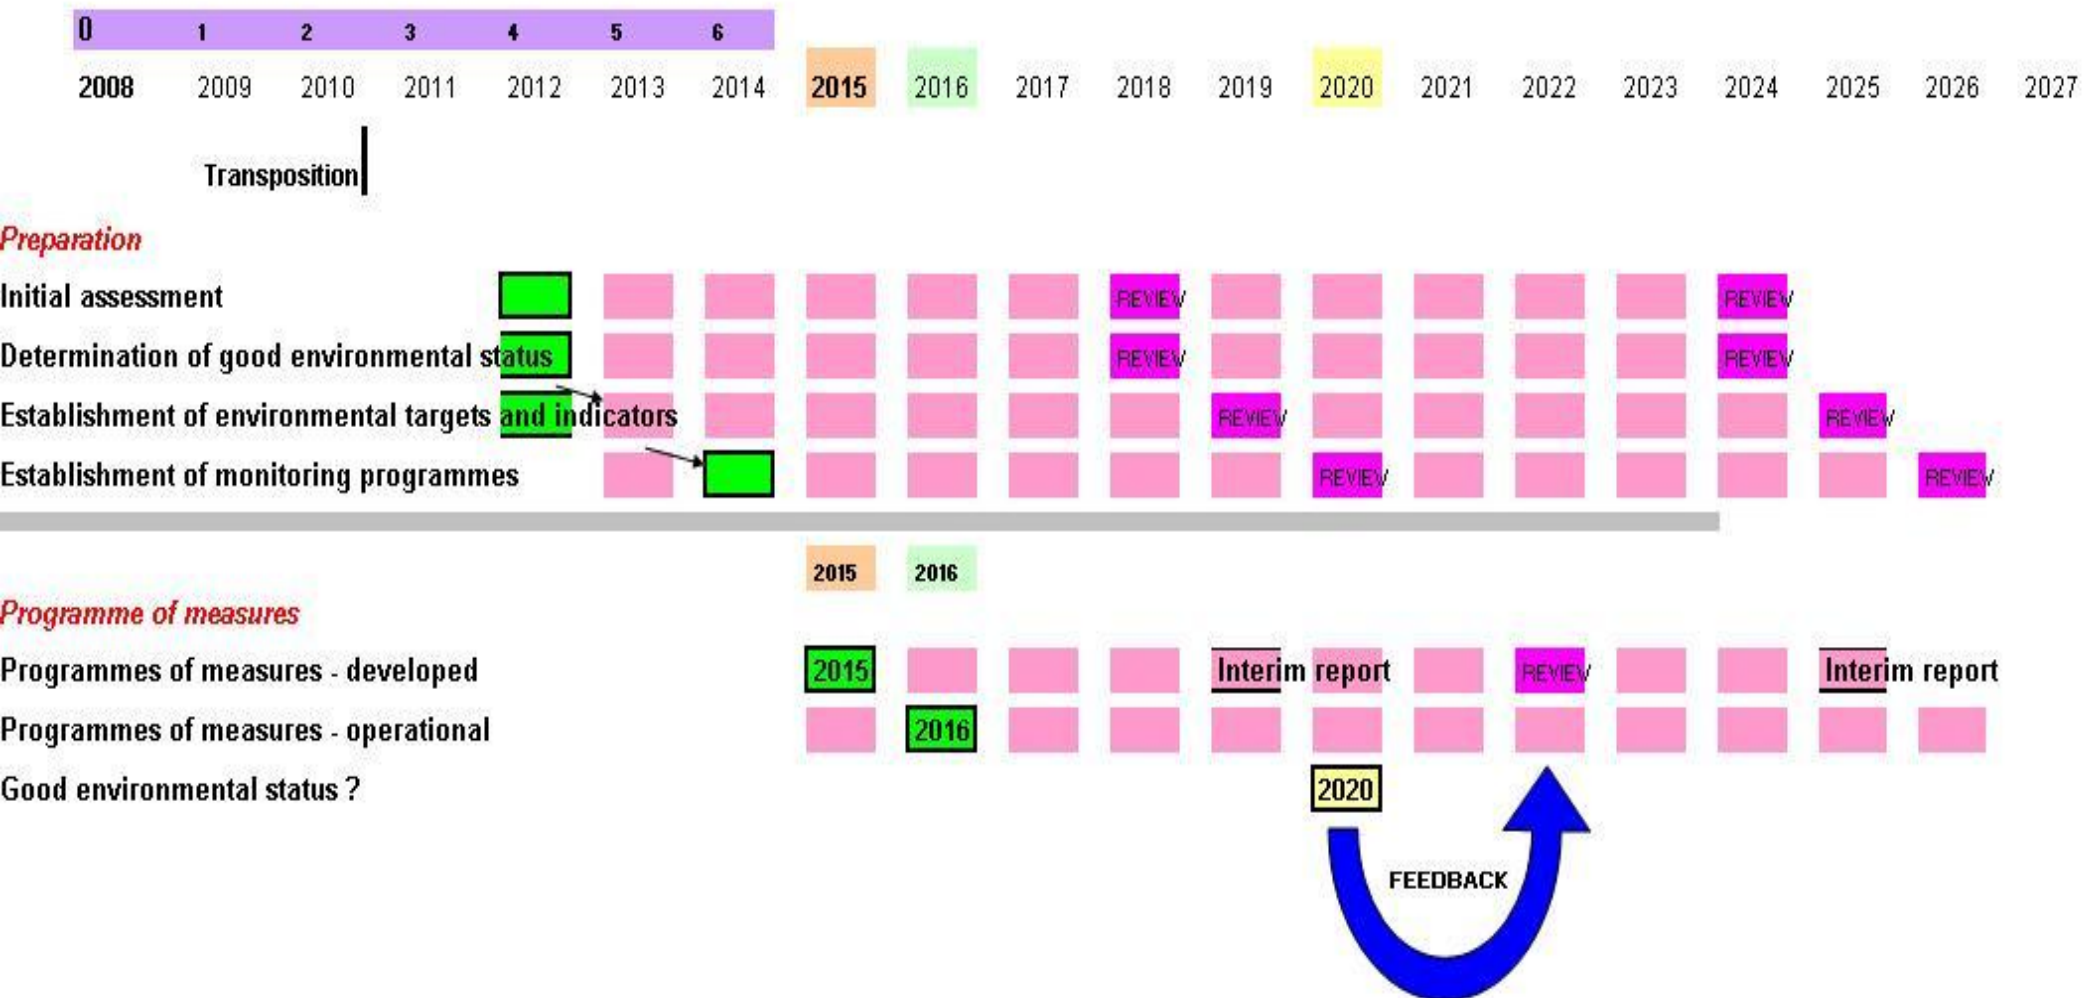 0 1 2 3 4 5 6
2008 2009 2010 2011 2012 2013 2014 2015 2016 2017 2018 2019 2020 2021 2022 2023 2024 2025 2026 2027
Transposition
Preparation
Initial assessment REVIEW REVIEW
Determination of good environmental status REVIEW REVIEW
Establishment of environmental targets and indicators REVIEW REVIEW
Establishment of monitoring programmes REVIEW REVIEW
2015 2016
Programme of measures
Programmes of measures - developed 2015 Interim report REVIEW Interim report
Programmes of measures - operational 2016
Good environmental status ? 2020
FEEDBACK